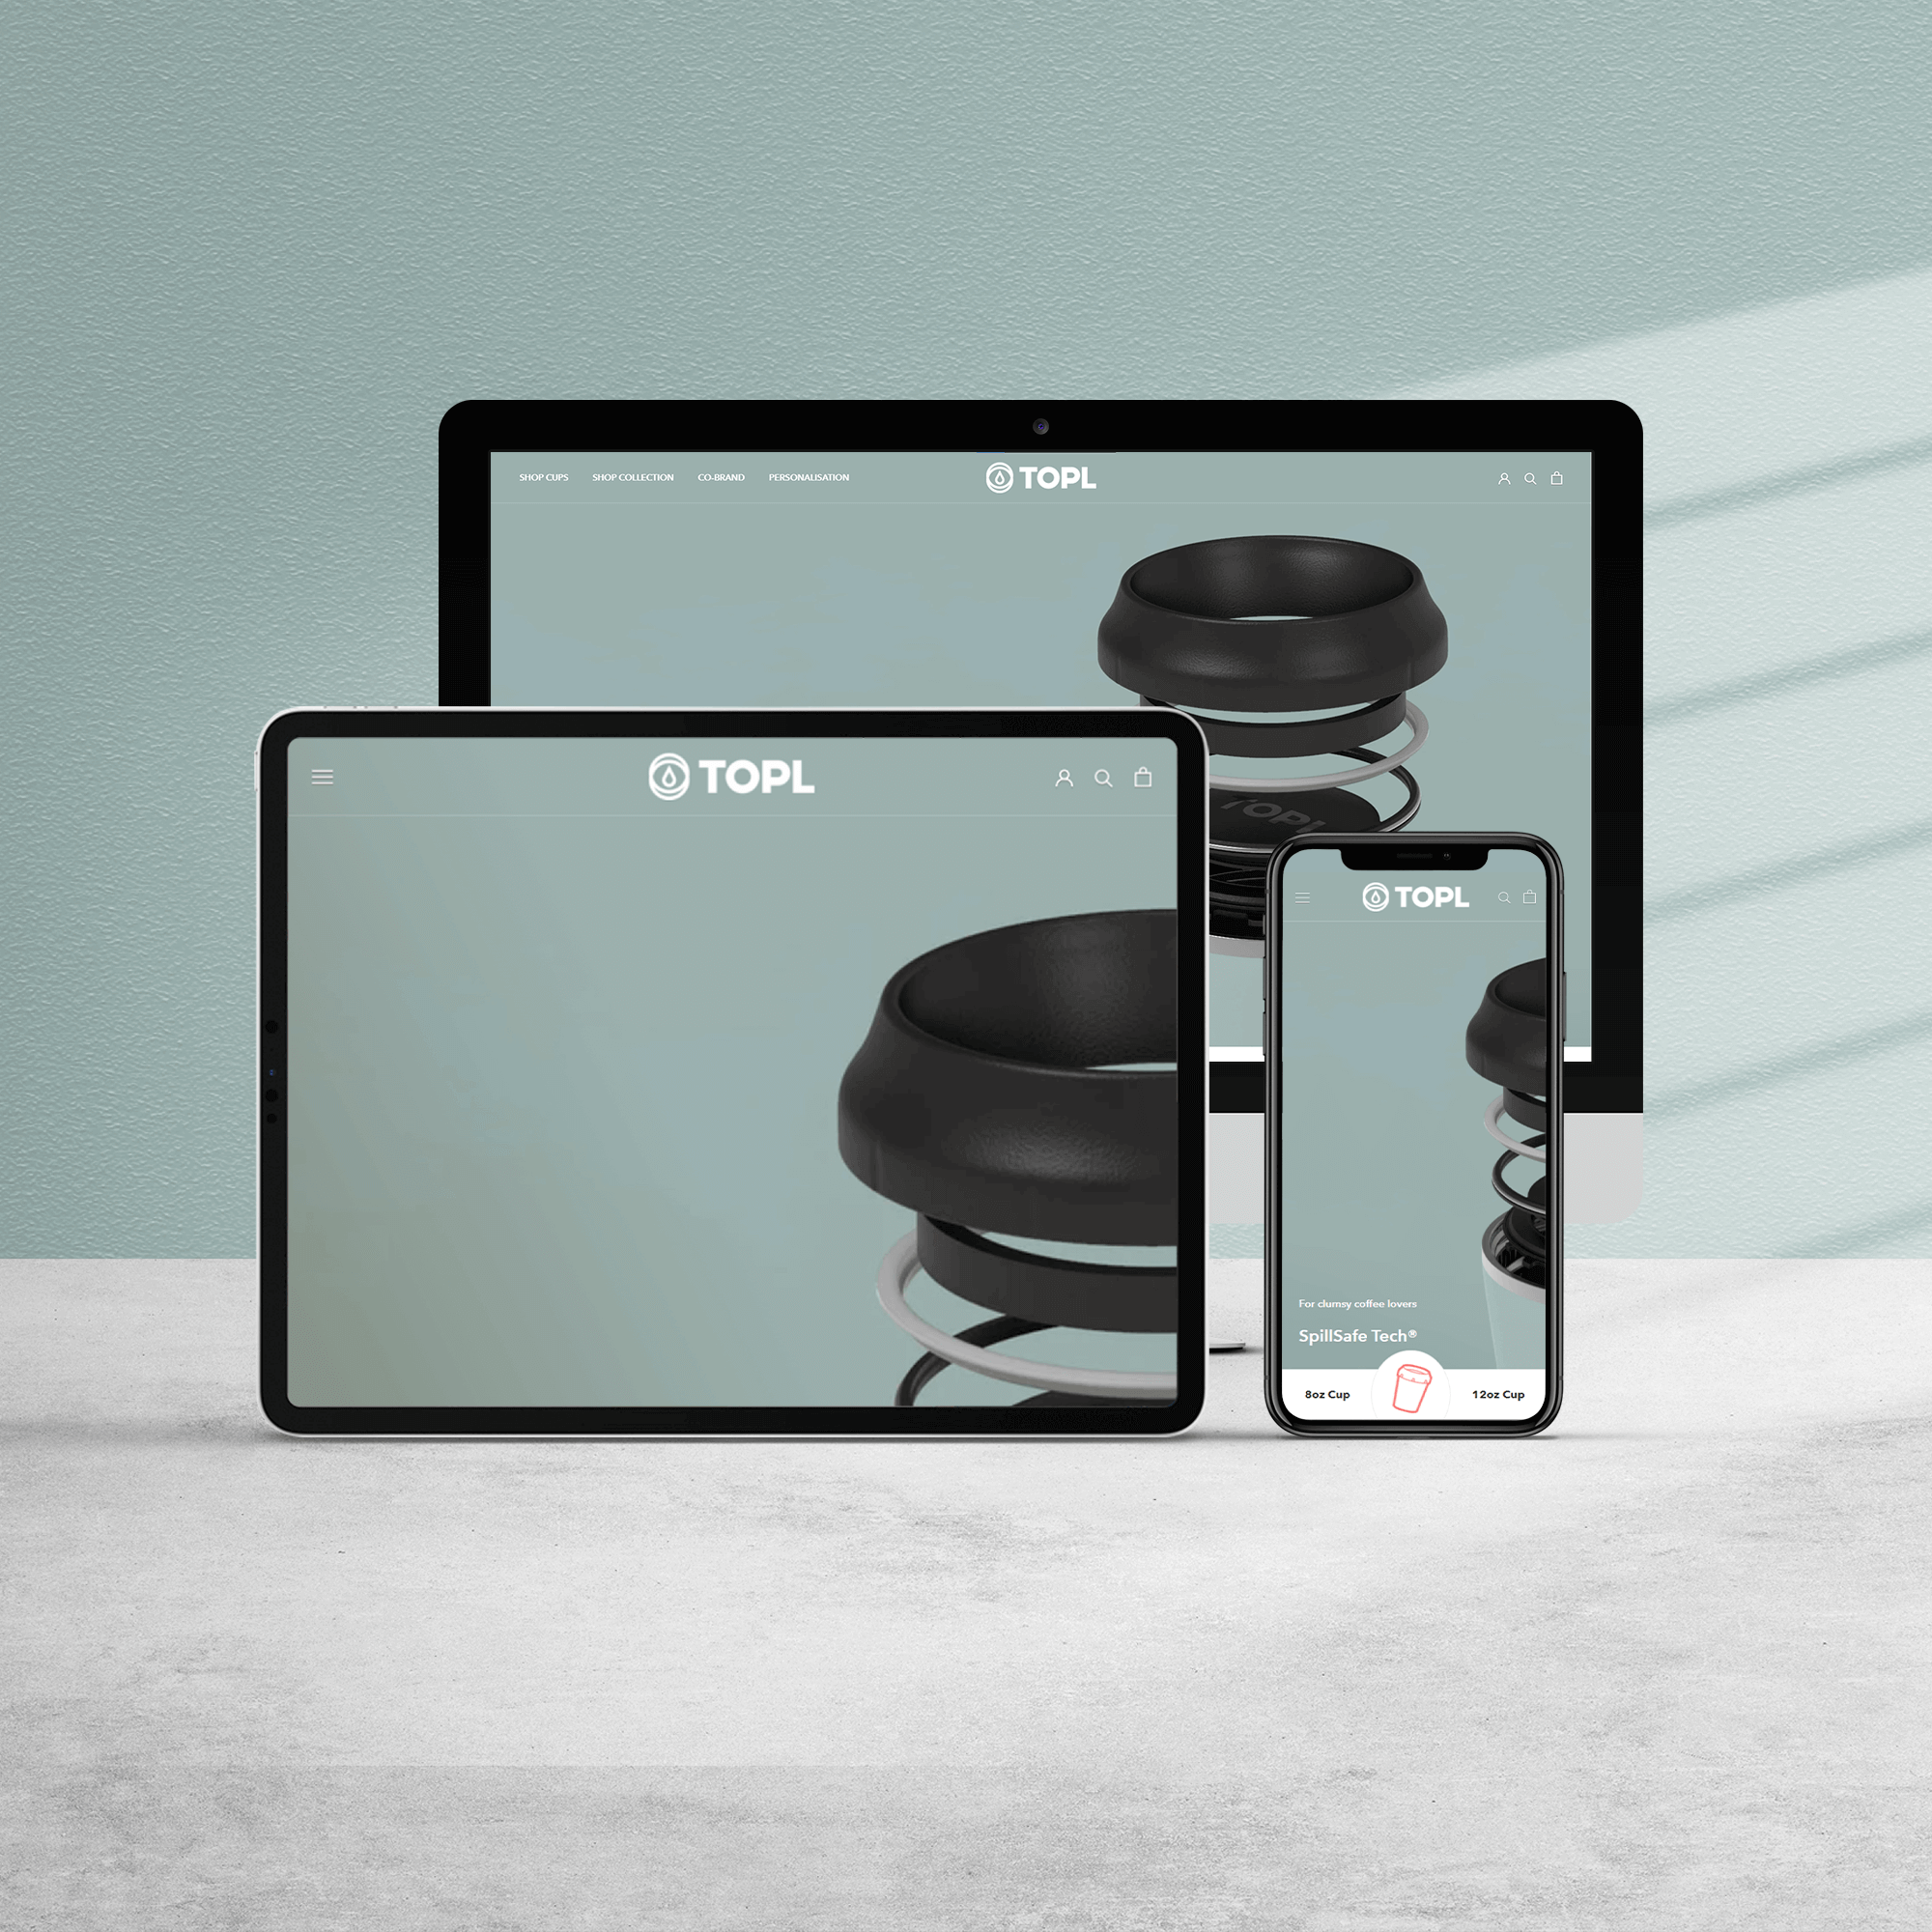 SHOP CUPS SHOP COLLECTION CO-BRAND PERSONALISATION TOPL
TOPL
TOPL
TOPL
For clumsy coffee lovers
SpillSafe Tech®
8oz Cup 12oz Cup